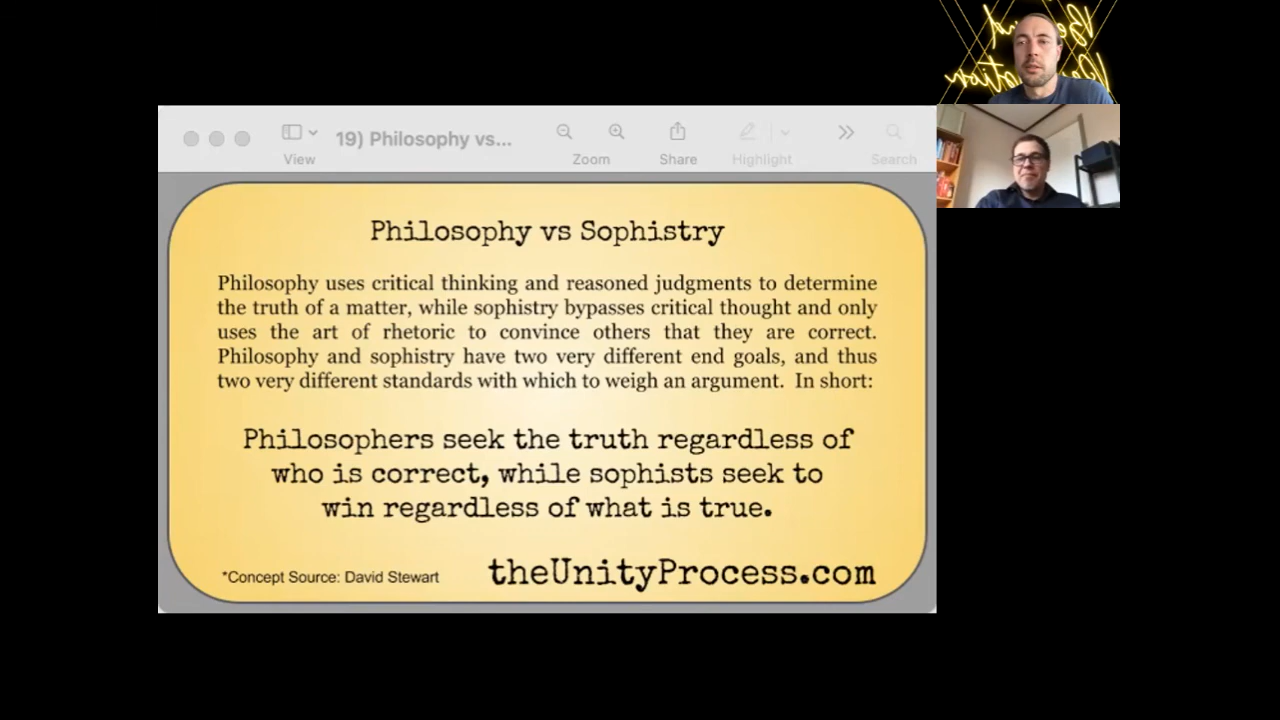 19) Philosophy vs...
View
Zoom
Share
Highlight
Search
Philosophy vs Sophistry
Philosophy uses critical thinking and reasoned judgments to determine
the truth of a matter, while sophistry bypasses critical thought and only
uses the art of rhetoric to convince others that they are correct.
Philosophy and sophistry have two very different end goals, and thus
two very different standards with which to weigh an argument. In short:
Philosophers seek the truth regardless of
who is correct, while sophists seek to
win regardless of what is true.
*Concept Source: David Stewart
theUnityProcess.com